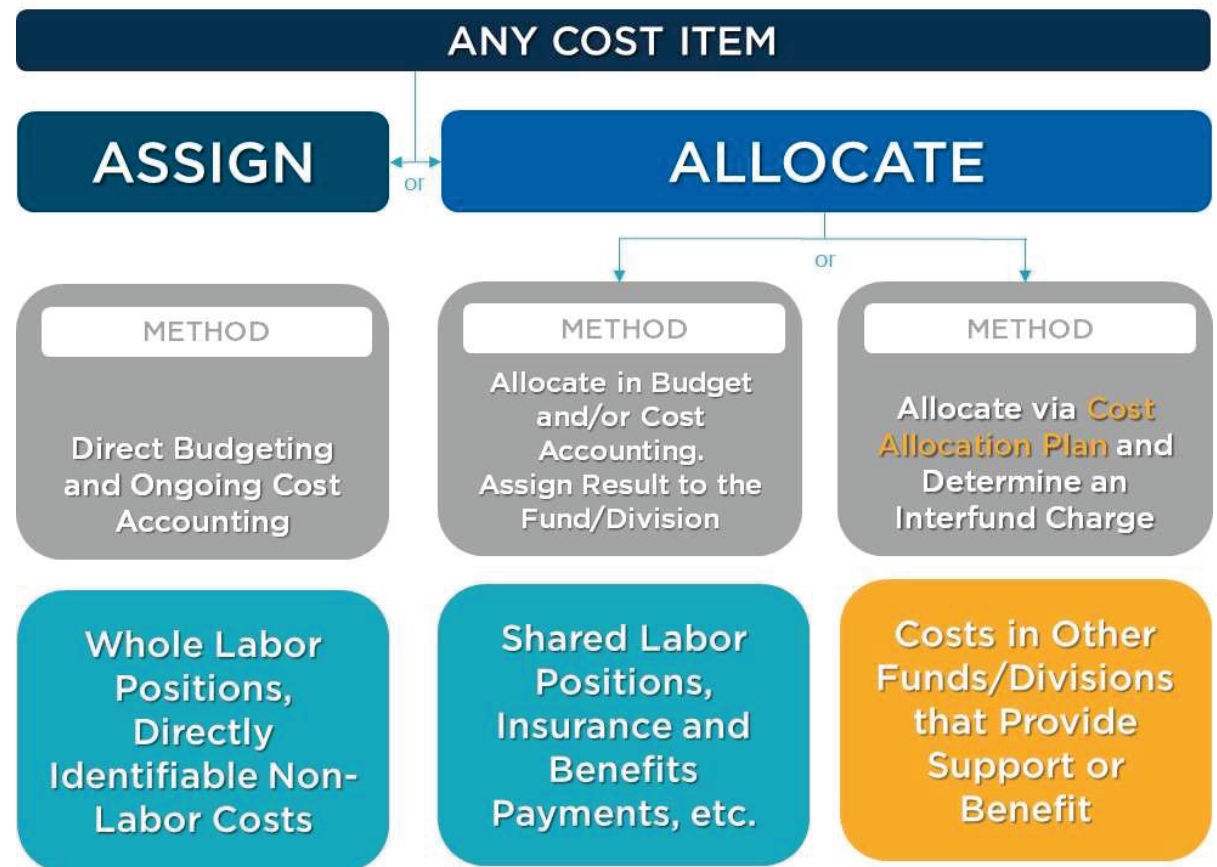 ANY COST ITEM
ASSIGN
or
ALLOCATE
or
METHOD
Direct Budgeting
and Ongoing Cost
Accounting
METHOD
Allocate in Budget
and/or Cost
Accounting.
Assign Result to the
Fund/Division
METHOD
Allocate via Cost
Allocation Plan and
Determine an
Interfund Charge
Whole Labor
Positions,
Directly
Identifiable Non-
Labor Costs
Shared Labor
Positions,
Insurance and
Benefits
Payments, etc.
Costs in Other
Funds/Divisions
that Provide
Support or
Benefit